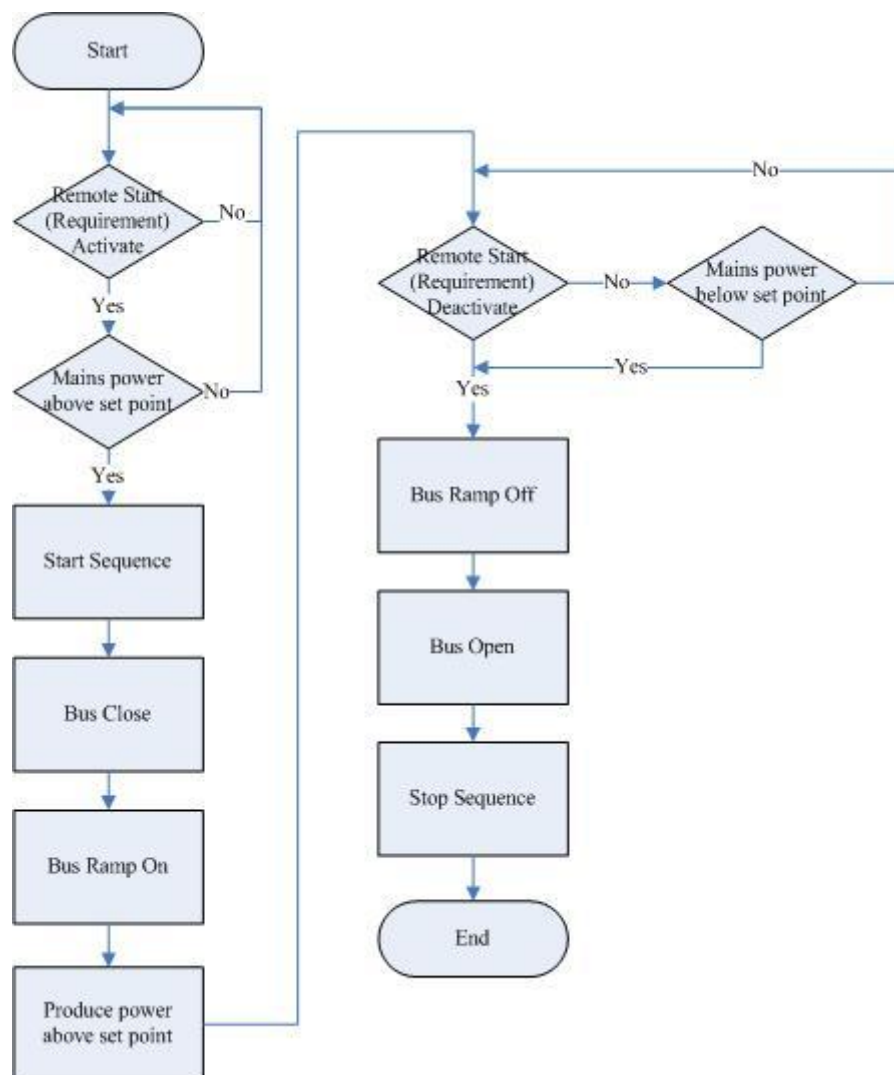 Start
Remote Start
(Requirement)
Activate
No
Yes
Mains power
above set point
No
Yes
Start Sequence
Bus Close
Bus Ramp On
Produce power
above set point
No
Remote Start
(Requirement)
Deactivate
No
Mains power
below set point
Yes
Yes
Bus Ramp Off
Bus Open
Stop Sequence
End